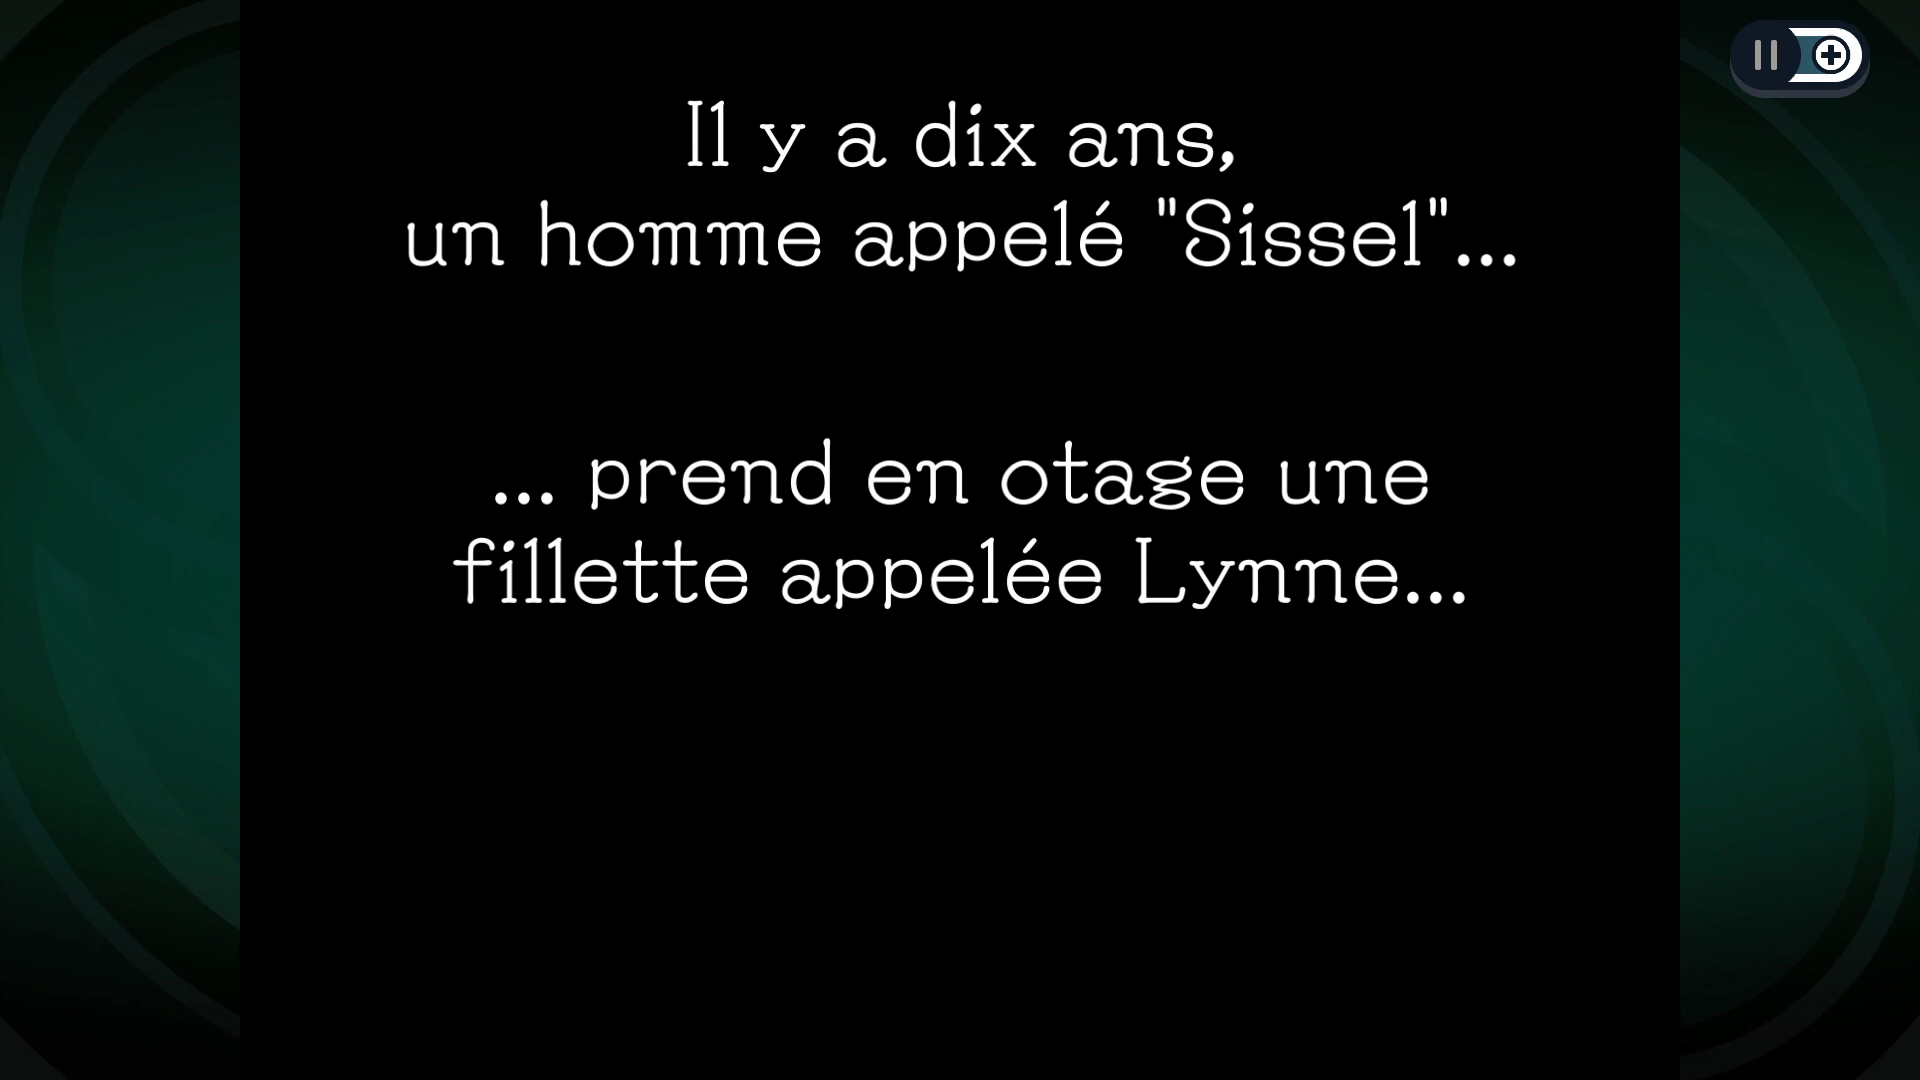 Il y a dix ans,
un homme appelé "Sissel"...
... prend en otage une
fillette appelée Lynne...